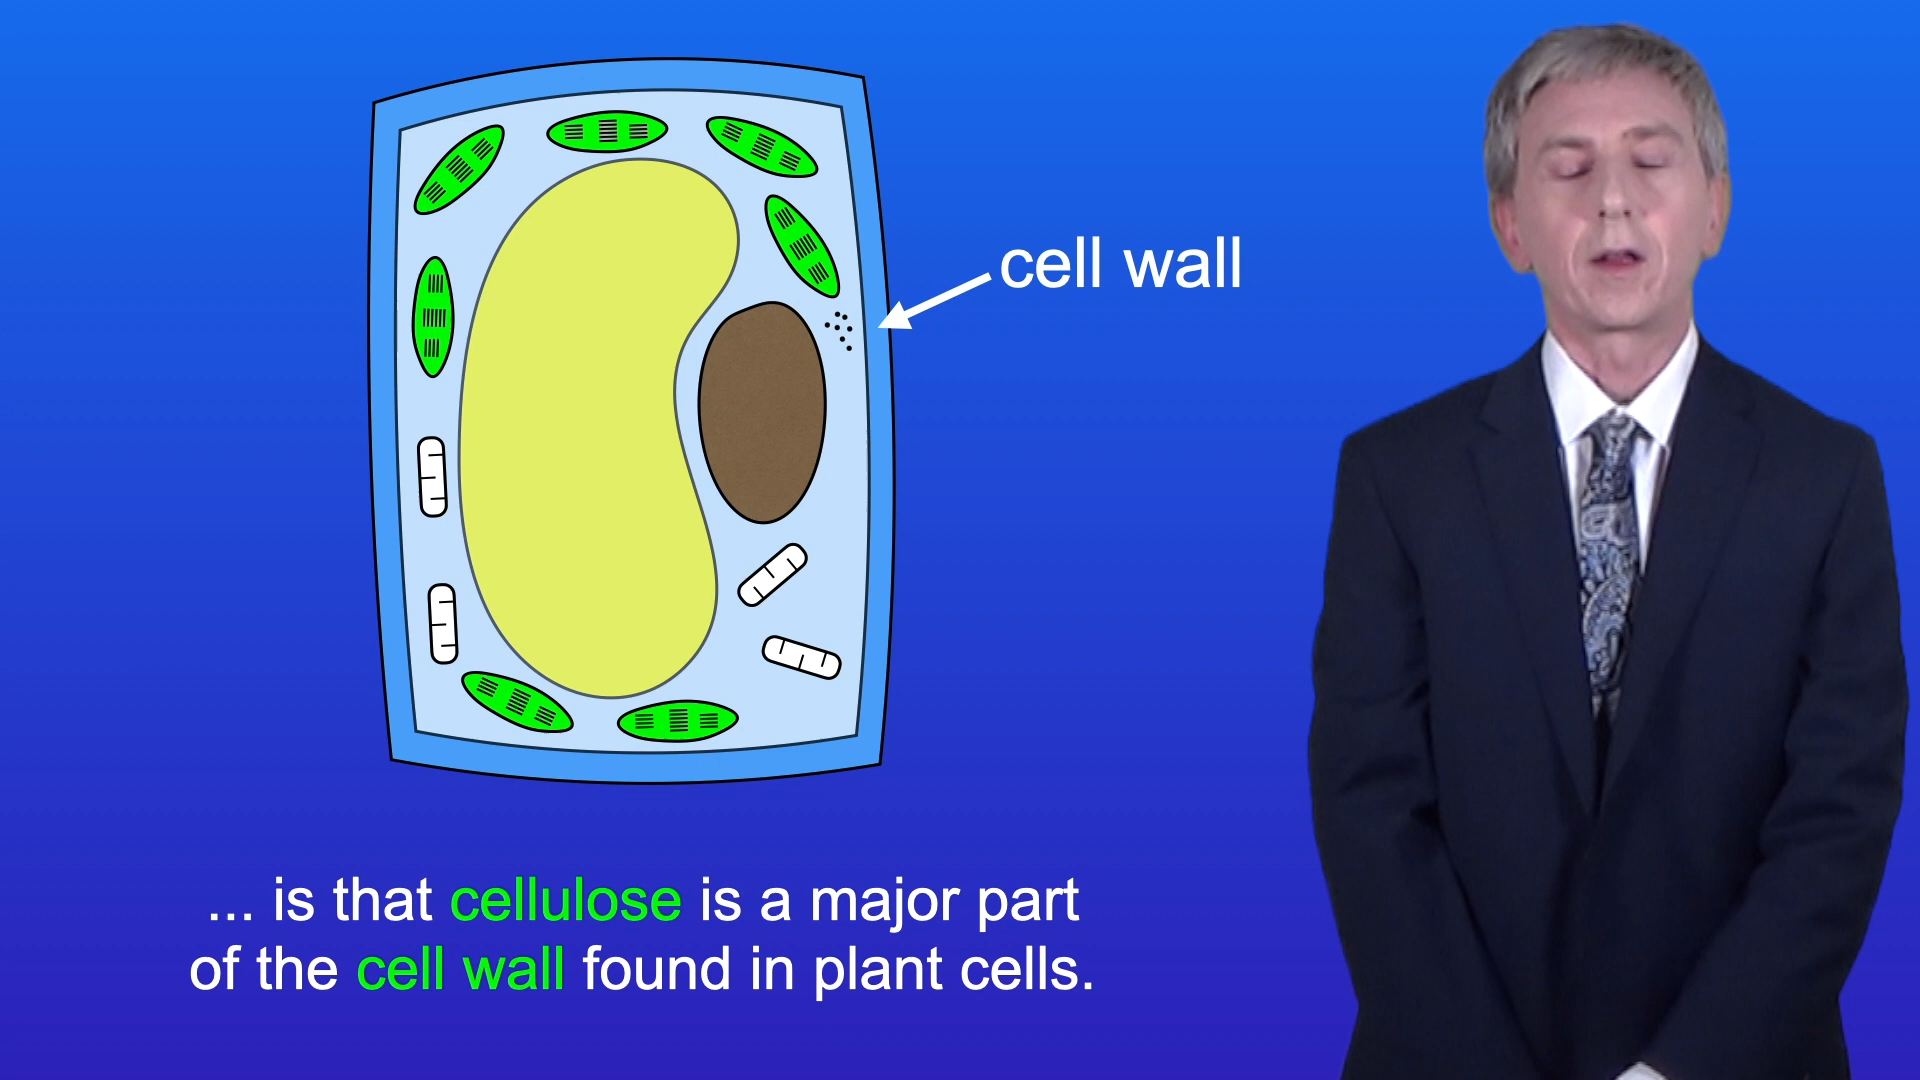 cell wall
... is that cellulose is a major part
of the cell wall found in plant cells.